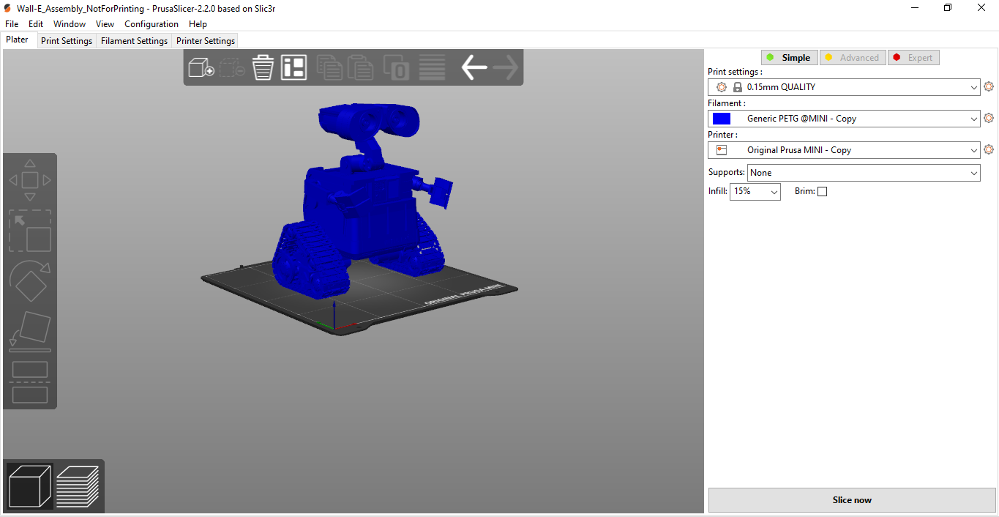 Wall-E_Assembly_NotForPrinting - PrusaSlicer-2.2.0 based on Slic3r
File Edit Window View Configuration Help
Plater Print Settings Filament Settings Printer Settings
Simple Advanced Expert
Print settings :
0.15mm QUALITY
Filament :
Generic PETG @MINI - Copy
Printer :
Original Prusa MINI - Copy
Supports: None
Infill: 15% Brim:
0
ORIGINAL PRUSA MINI
Slice now